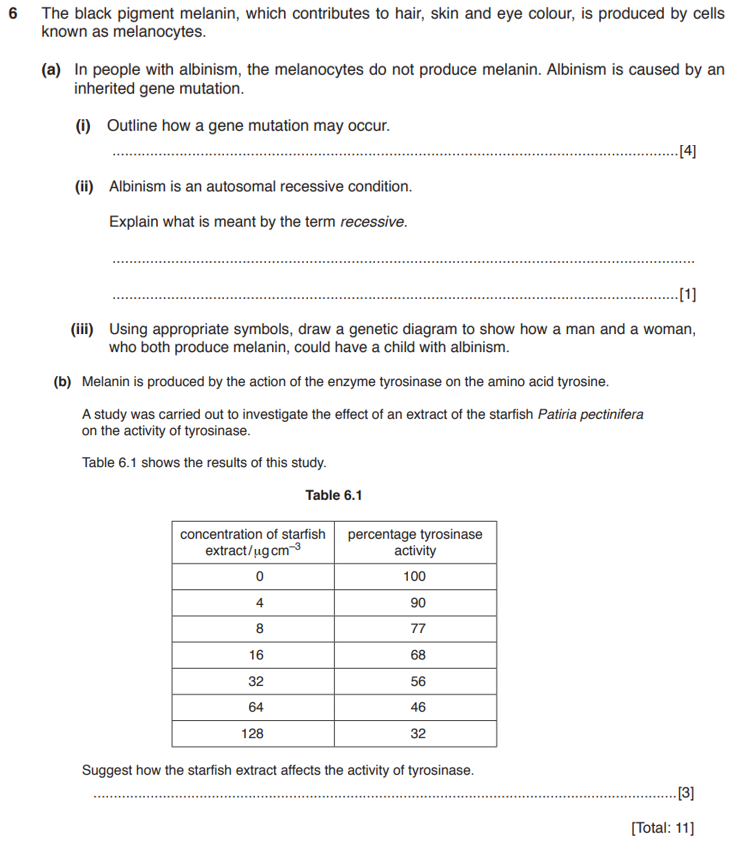 6 The black pigment melanin, which contributes to hair, skin and eye colour, is produced by cells
known as melanocytes.
(a) In people with albinism, the melanocytes do not produce melanin. Albinism is caused by an
inherited gene mutation.
(i) Outline how a gene mutation may occur.
....................[4]
(ii) Albinism is an autosomal recessive condition.
Explain what is meant by the term recessive.
....................
....................[1]
(iii) Using appropriate symbols, draw a genetic diagram to show how a man and a woman,
who both produce melanin, could have a child with albinism.
(b) Melanin is produced by the action of the enzyme tyrosinase on the amino acid tyrosine.
A study was carried out to investigate the effect of an extract of the starfish Patiria pectinifera
on the activity of tyrosinase.
Table 6.1 shows the results of this study.
Table 6.1
concentration of starfish percentage tyrosinase
extract/μg cm⁻³ activity
0 100
4 90
8 77
16 68
32 56
64 46
128 32
Suggest how the starfish extract affects the activity of tyrosinase.
....................[3]
[Total: 11]